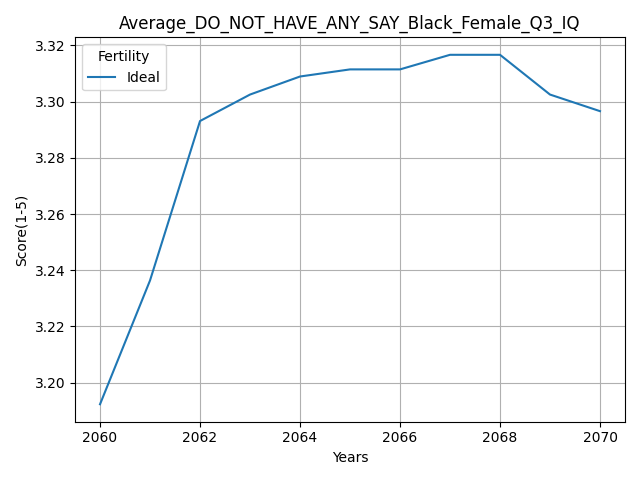 Average_DO_NOT_HAVE_ANY_SAY_Black_Female_Q3_IQ
Fertility
Ideal
3.32
3.30
3.28
3.26
3.24
3.22
3.20
Score(1-5)
2060
2062
2064
2066
2068
2070
Years